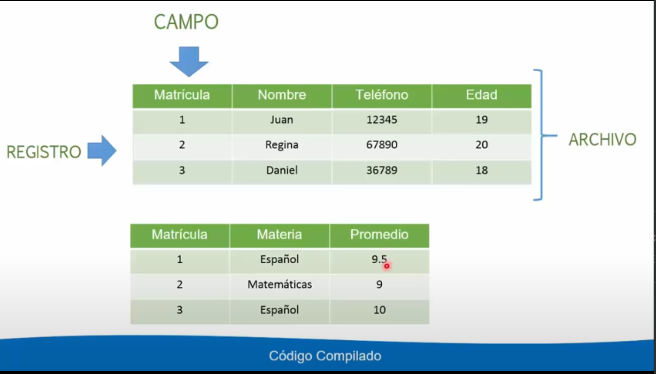 CAMPO
Matrícula Nombre Teléfono Edad
1 Juan 12345 19
REGISTRO
2 Regina 67890 20
ARCHIVO
3 Daniel 36789 18
Matrícula Materia Promedio
1 Español 9.5
2 Matemáticas 9
3 Español 10
Código Compilado